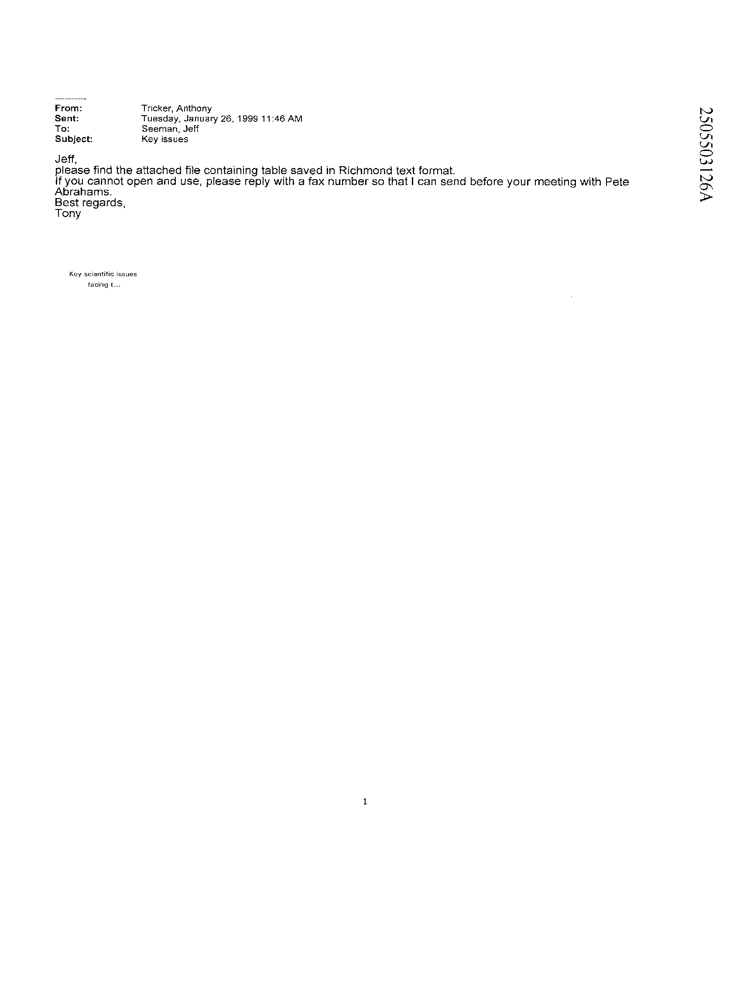 From: Tricker, Anthony
Sent: Tuesday, January 26, 1999 11:46 AM
To: Seeman, Jeff
Subject: Key issues
Jeff,
please find the attached file containing table saved in Richmond text format.
if you cannot open and use, please reply with a fax number so that I can send before your meeting with Pete
Abrahams.
Best regards,
Tony
Key scientific issues
facing t...
1
2505503126A